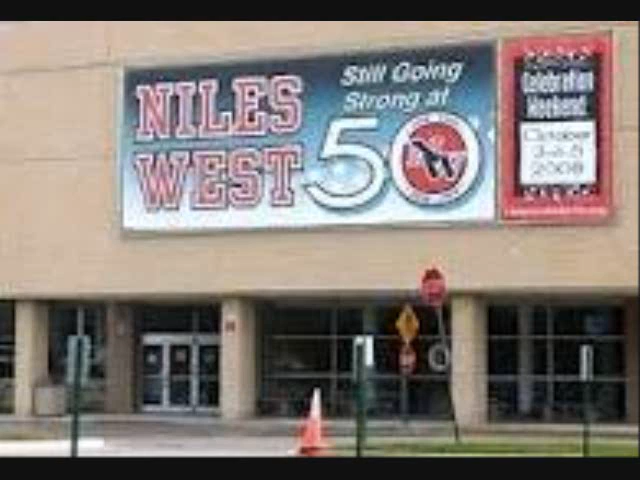 NILES
WEST
Still Going
Strong at
50
Celebration
Weekend
October
3-4-5
2008